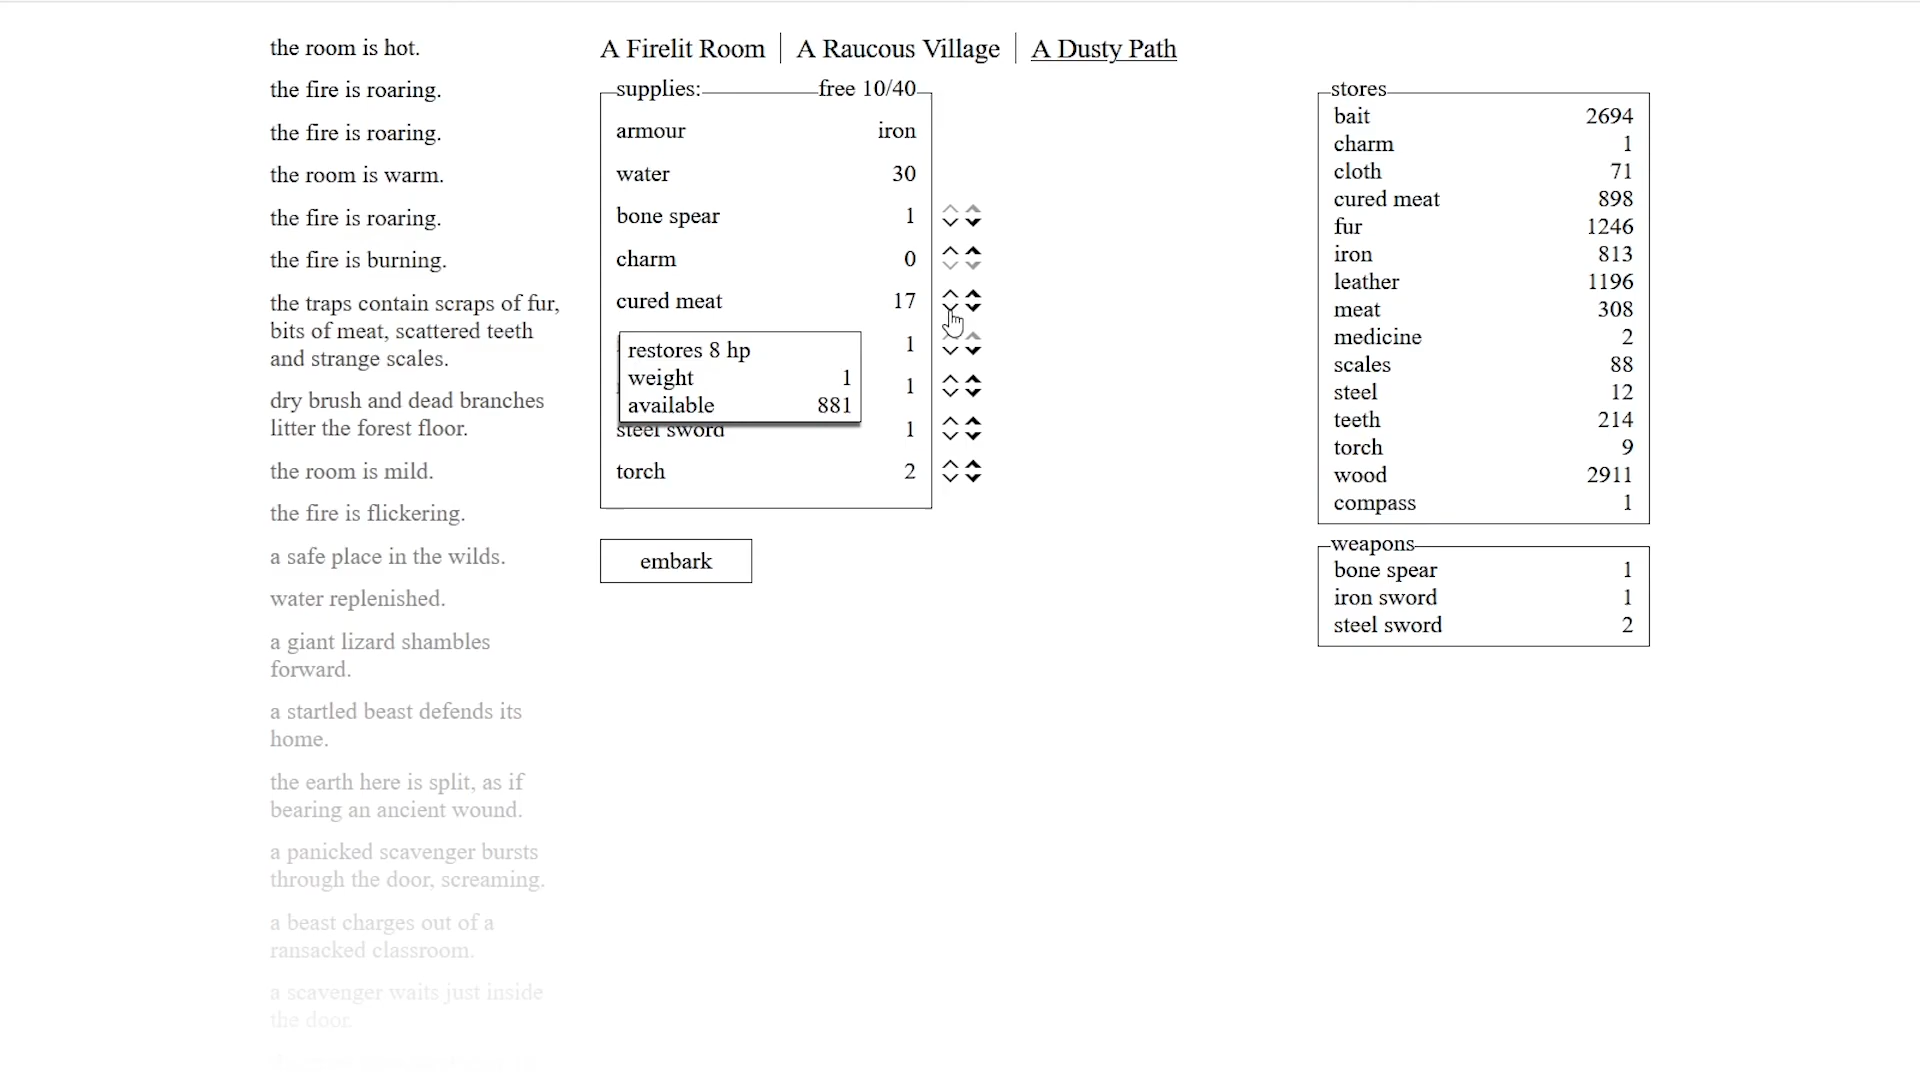 the room is hot.
the fire is roaring.
the fire is roaring.
the room is warm.
the fire is roaring.
the fire is burning.
the traps contain scraps of fur,
bits of meat, scattered teeth
and strange scales.
dry brush and dead branches
litter the forest floor.
the room is mild.
the fire is flickering.
a safe place in the wilds.
water replenished.
a giant lizard shambles
forward.
a startled beast defends its
home.
the earth here is split, as if
bearing an ancient wound.
a panicked scavenger bursts
through the door, screaming.
a beast charges out of a
ransacked classroom.
a scavenger waits just inside
the door.
A Firelit Room | A Raucous Village | A Dusty Path
supplies: free 10/40
armour iron
water 30
bone spear 1
charm 0
cured meat 17
1
1
restores 8 hp
weight 1
available 881
steel sword 1
torch 2
embark
stores
bait 2694
charm 1
cloth 71
cured meat 898
fur 1246
iron 813
leather 1196
meat 308
medicine 2
scales 88
steel 12
teeth 214
torch 9
wood 2911
compass 1
weapons
bone spear 1
iron sword 1
steel sword 2